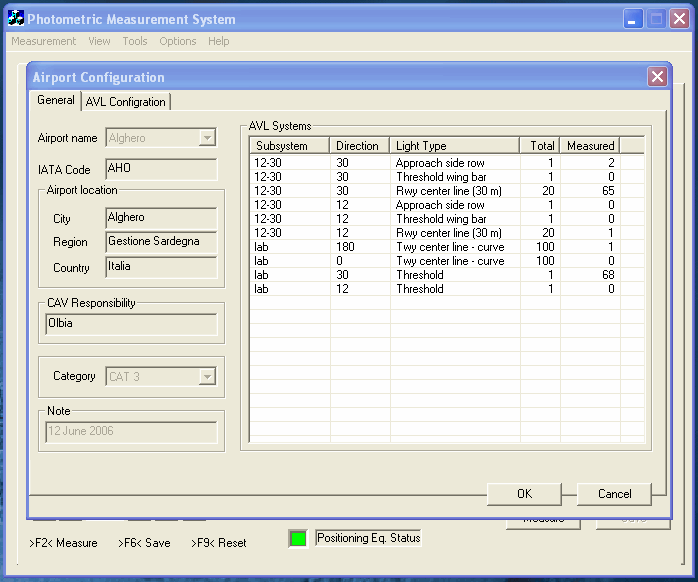 Photometric Measurement System
Measurement View Tools Options Help
Airport Configuration
General AVL Configration
Airport name Alghero
IATA Code AHO
Airport location
City Alghero
Region Gestione Sardegna
Country Italia
CAV Responsibility
Olbia
Category CAT 3
Note
12 June 2006
AVL Systems
Subsystem Direction Light Type Total Measured
12-30 30 Approach side row 1 2
12-30 30 Threshold wing bar 1 0
12-30 30 Rwy center line (30 m) 20 65
12-30 12 Approach side row 1 0
12-30 12 Threshold wing bar 1 0
12-30 12 Rwy center line (30 m) 20 1
lab 180 Twy center line - curve 100 1
lab 0 Twy center line - curve 100 0
lab 30 Threshold 1 68
lab 12 Threshold 1 0
OK Cancel
Measure
>F2< Measure >F6< Save >F9< Reset Positioning Eq. Status